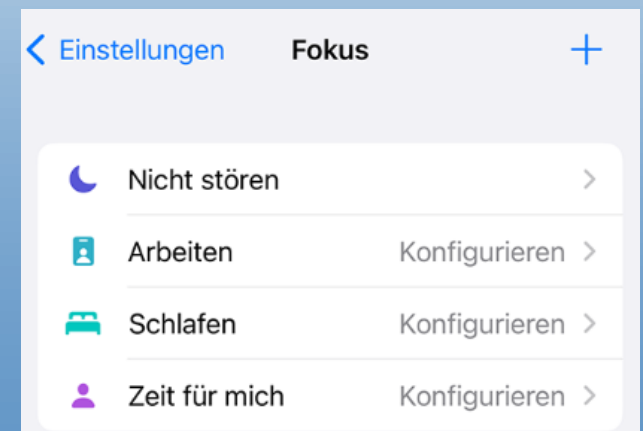 Einstellungen Fokus
Nicht stören
Arbeiten Konfigurieren
Schlafen Konfigurieren
Zeit für mich Konfigurieren